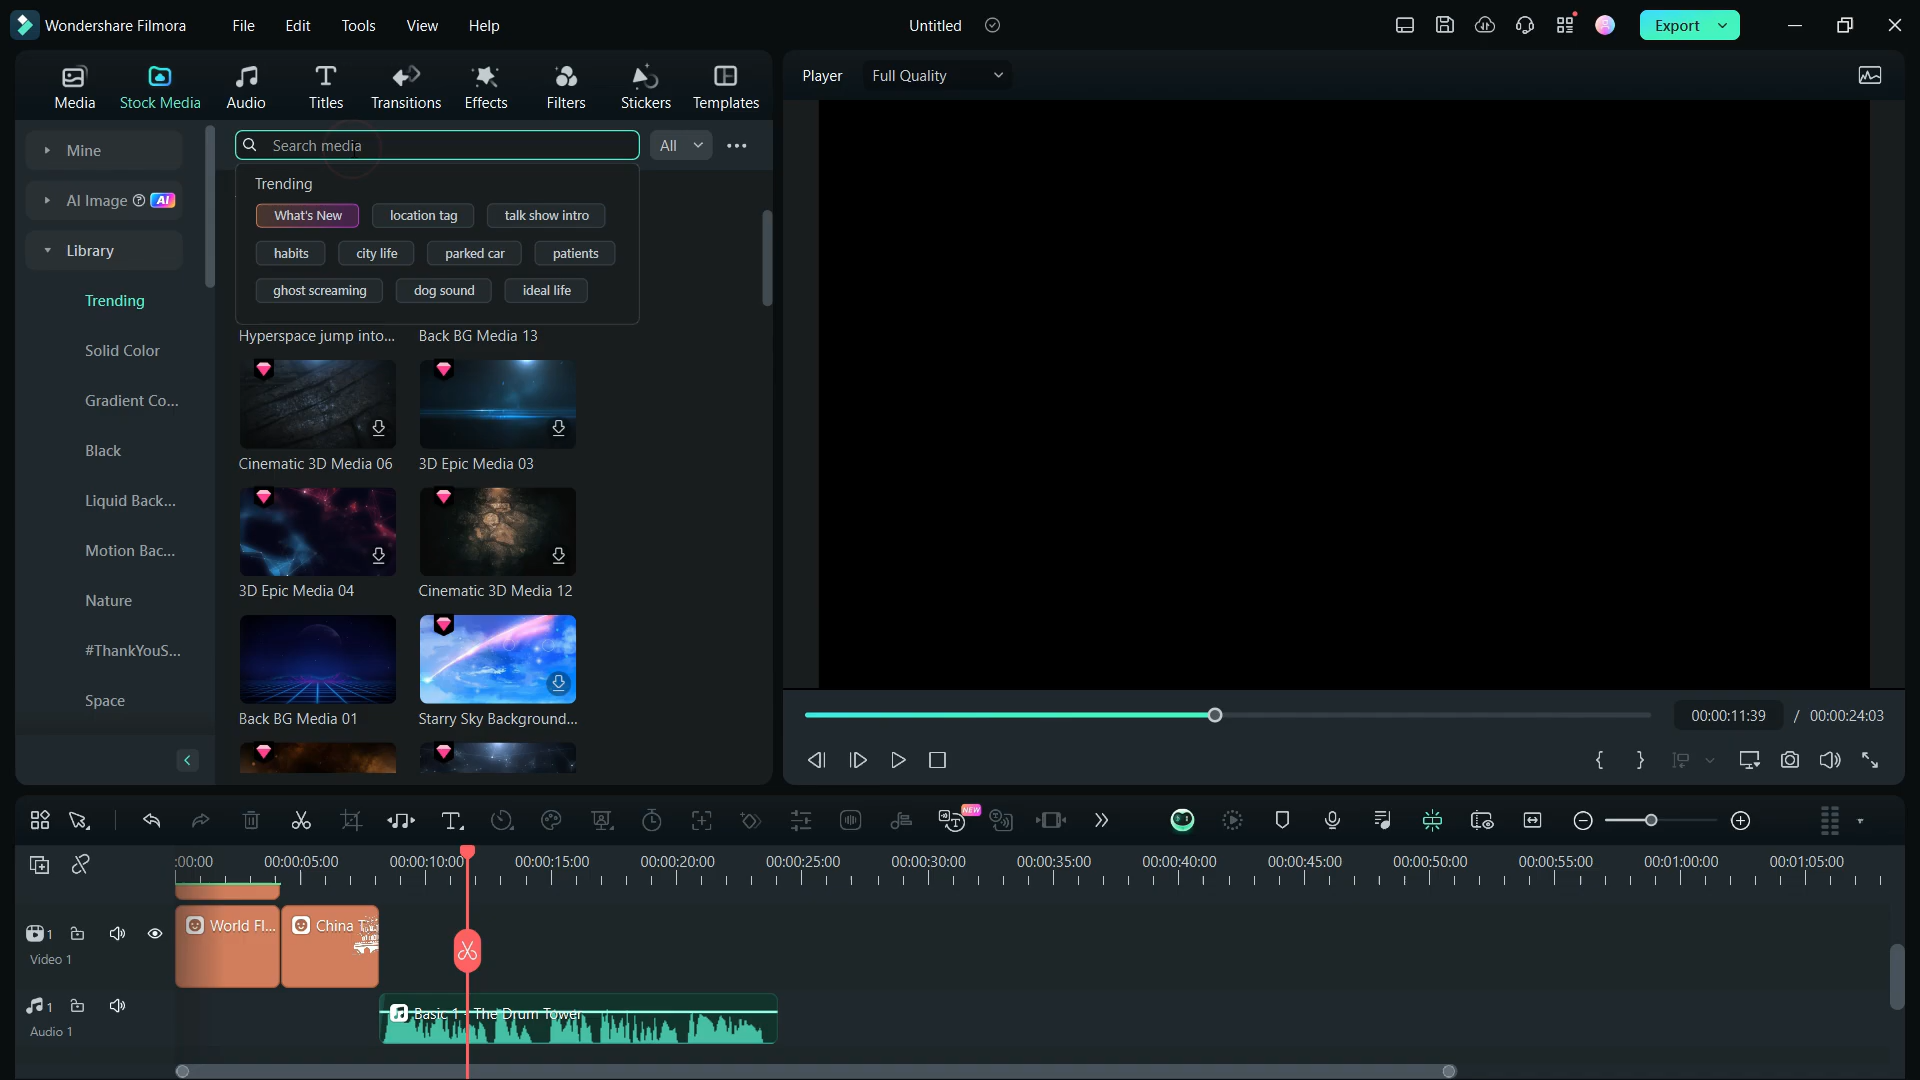 Wondershare Filmora
File
Edit
Tools
View
Help
Untitled
Export
Media
Stock Media
Audio
Titles
Transitions
Effects
Filters
Stickers
Templates
Player
Full Quality
Mine
AI Image
AI
Library
Trending
Solid Color
Gradient Co...
Black
Liquid Back...
Motion Bac...
Nature
#ThankYouS...
Space
Search media
All
Trending
What's New
location tag
talk show intro
habits
city life
parked car
patients
ghost screaming
dog sound
ideal life
Hyperspace jump into...
Back BG Media 13
Cinematic 3D Media 06
3D Epic Media 03
3D Epic Media 04
Cinematic 3D Media 12
Back BG Media 01
Starry Sky Background...
00:00:11:39
/ 00:00:24:03
NEW
:00:00
00:00:05:00
00:00:10:00
00:00:15:00
00:00:20:00
00:00:25:00
00:00:30:00
00:00:35:00
00:00:40:00
00:00:45:00
00:00:50:00
00:00:55:00
00:01:00:00
00:01:05:00
1
Video 1
World Fl...
China
1
Audio 1
Basic 1 - The Drum Tower